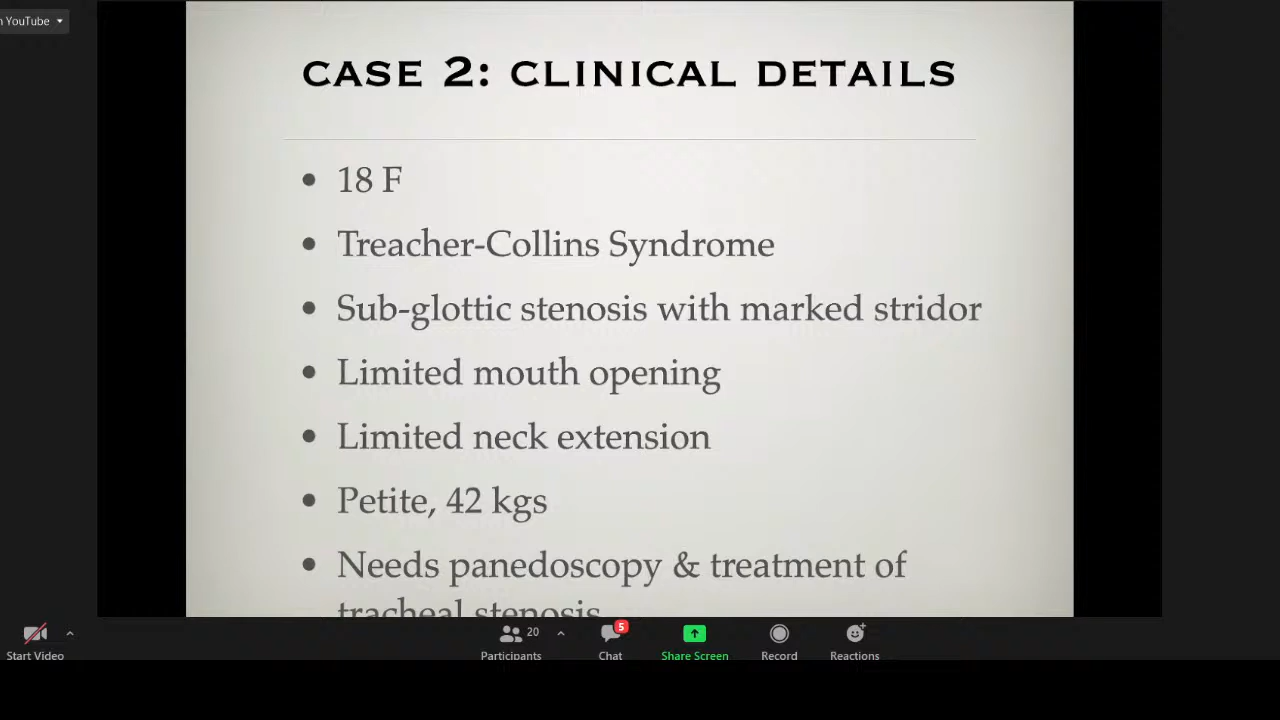 n YouTube
CASE 2: CLINICAL DETAILS
• 18 F
• Treacher-Collins Syndrome
• Sub-glottic stenosis with marked stridor
• Limited mouth opening
• Limited neck extension
• Petite, 42 kgs
• Needs panedoscopy & treatment of
tracheal stenosis
20
5
Start Video
Participants
Chat
Share Screen
Record
Reactions